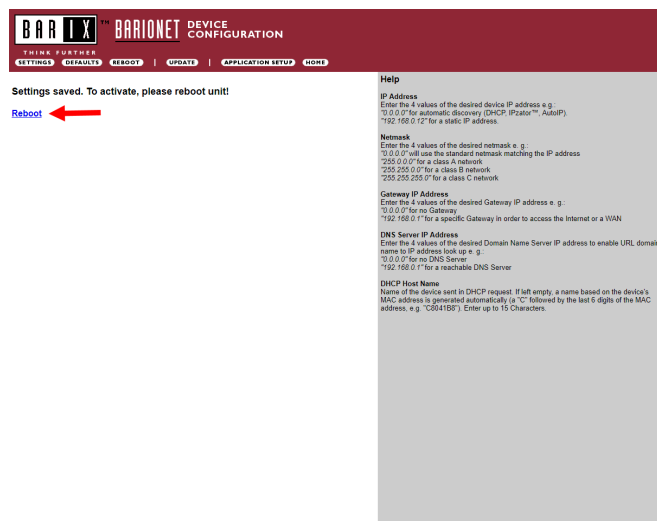 BARIX™ BARIONET DEVICE
CONFIGURATION
THINK FURTHER
SETTINGS DEFAULTS REBOOT | UPDATE | APPLICATION SETUP HOME
Settings saved. To activate, please reboot unit!
Reboot
Help
IP Address
Enter the 4 values of the desired device IP address e.g.:
"0.0.0.0" for automatic discovery (DHCP, IPzator™, AutoIP).
"192.168.0.12" for a static IP address.
Netmask
Enter the 4 values of the desired netmask e. g.:
"0.0.0.0" will use the standard netmask matching the IP address
"255.0.0.0" for a class A network
"255.255.0.0" for a class B network
"255.255.255.0" for a class C network
Gateway IP Address
Enter the 4 values of the desired Gateway IP address e. g.:
"0.0.0.0" for no Gateway
"192.168.0.1" for a specific Gateway in order to access the Internet or a WAN
DNS Server IP Address
Enter the 4 values of the desired Domain Name Server IP address to enable URL domain
name to IP address look up e. g.:
"0.0.0.0" for no DNS Server
"192.168.0.1" for a reachable DNS Server
DHCP Host Name
Name of the device sent in DHCP request. If left empty, a name based on the device's
MAC address is generated automatically (a "C" followed by the last 6 digits of the MAC
address, e.g. "C8041B8"). Enter up to 15 Characters.